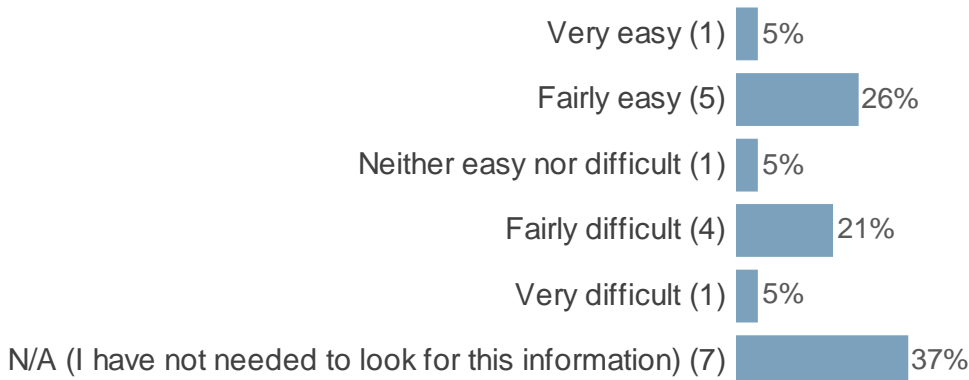 Very easy (1) 5%
Fairly easy (5) 26%
Neither easy nor difficult (1) 5%
Fairly difficult (4) 21%
Very difficult (1) 5%
N/A (I have not needed to look for this information) (7) 37%